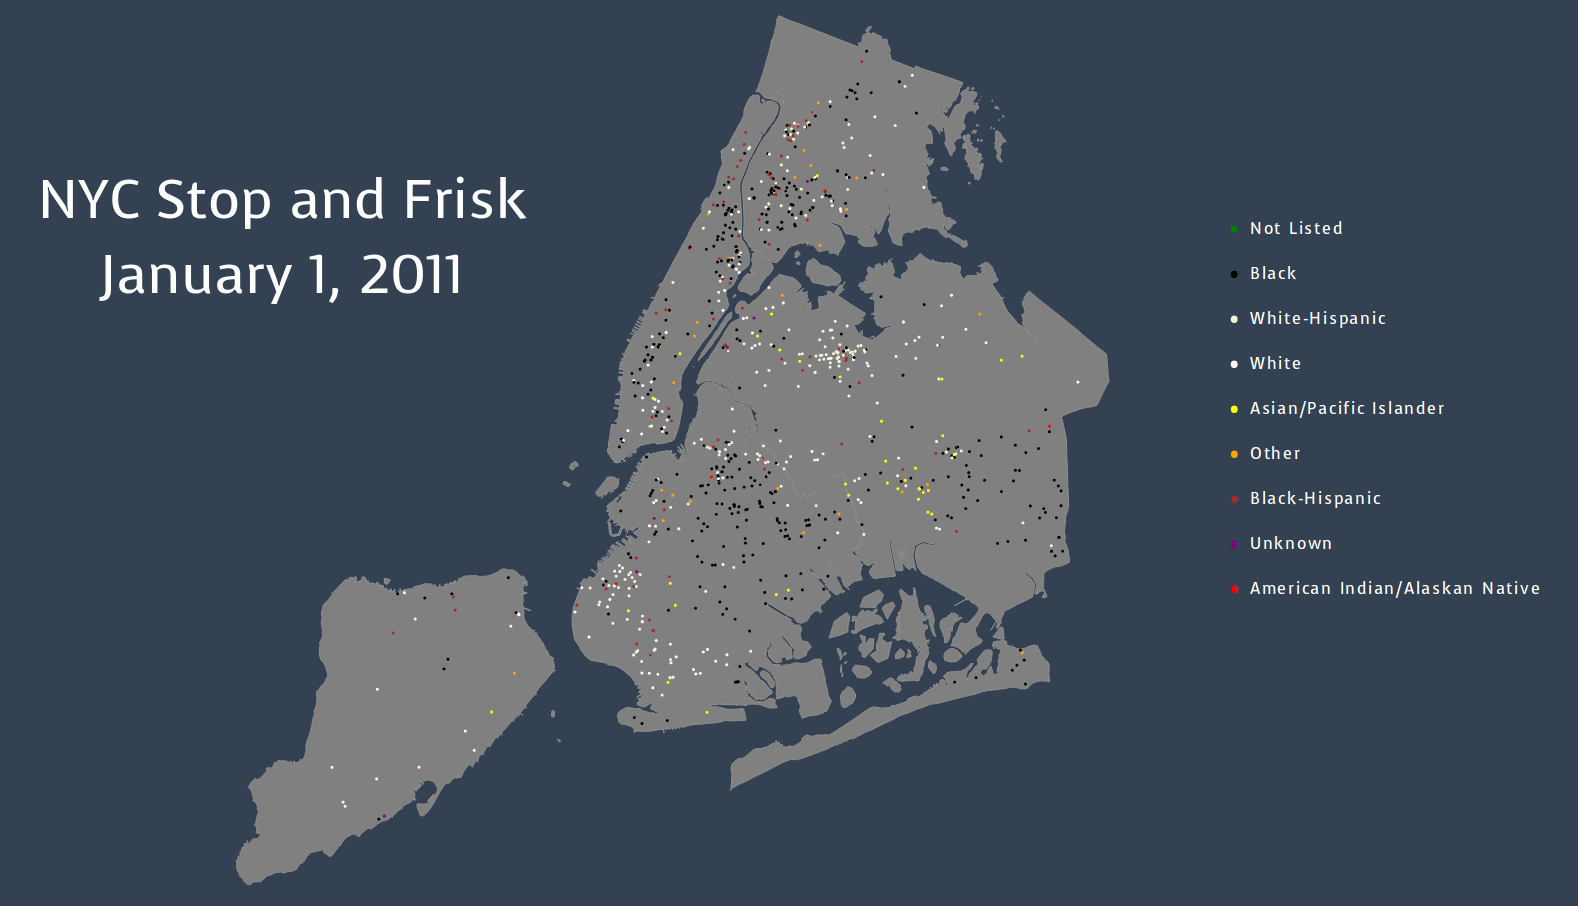 NYC Stop and Frisk
January 1, 2011
Not Listed
Black
White-Hispanic
White
Asian/Pacific Islander
Other
Black-Hispanic
Unknown
American Indian/Alaskan Native